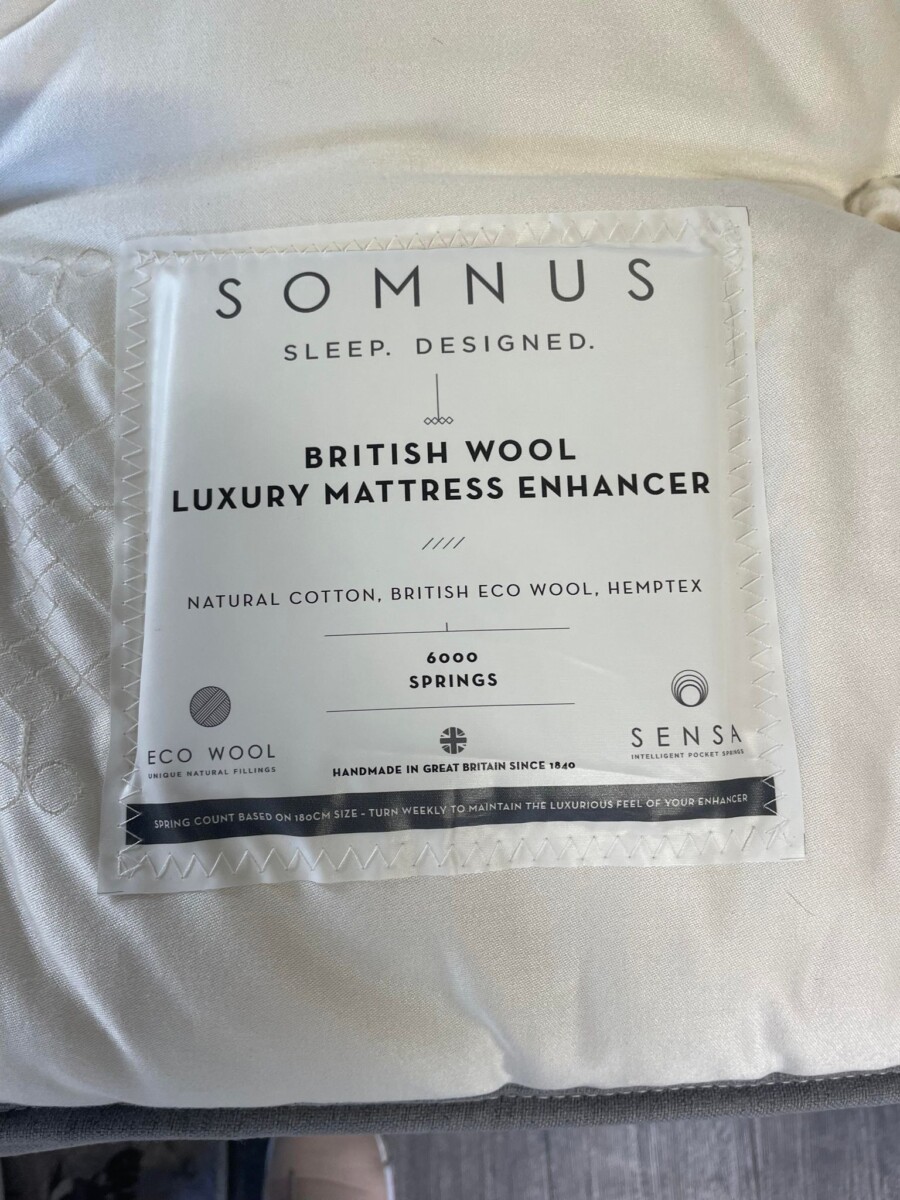 SOMNUS
SLEEP. DESIGNED.
BRITISH WOOL
LUXURY MATTRESS ENHANCER
////
NATURAL COTTON, BRITISH ECO WOOL, HEMPTEX
6000
SPRINGS
ECO WOOL
UNIQUE NATURAL FILLINGS
HANDMADE IN GREAT BRITAIN SINCE 1840
SENSA
INTELLIGENT POCKET SPRINGS
SPRING COUNT BASED ON 180CM SIZE - TURN WEEKLY TO MAINTAIN THE LUXURIOUS FEEL OF YOUR ENHANCER